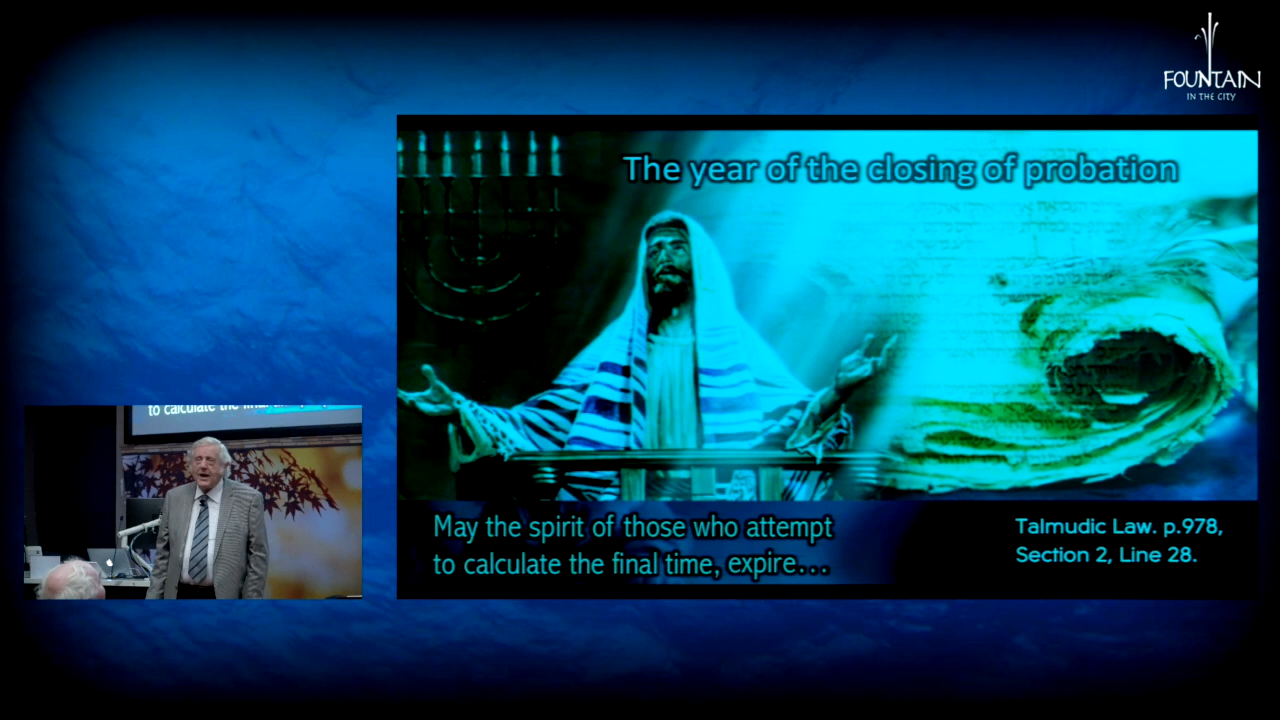 FOUNTAIN
IN THE CITY
The year of the closing of probation
to calculate the final
May the spirit of those who attempt
to calculate the final time, expire...
Talmudic Law. p.978,
Section 2, Line 28.